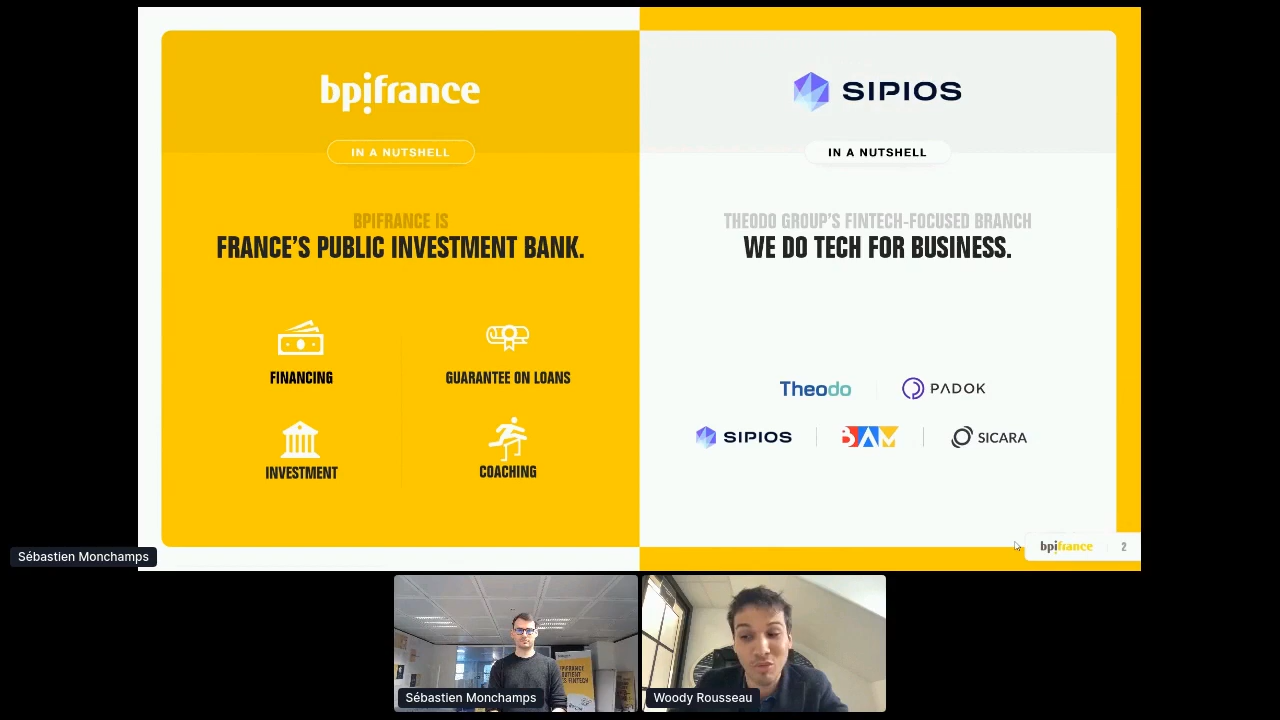 bpifrance
IN A NUTSHELL
BPIFRANCE IS
FRANCE'S PUBLIC INVESTMENT BANK.
FINANCING
GUARANTEE ON LOANS
INVESTMENT
COACHING
SIPIOS
IN A NUTSHELL
THEODO GROUP'S FINTECH-FOCUSED BRANCH
WE DO TECH FOR BUSINESS.
Theodo
PADOK
SIPIOS
BAM
SICARA
bpifrance
2
Sébastien Monchamps
Sébastien Monchamps
Woody Rousseau